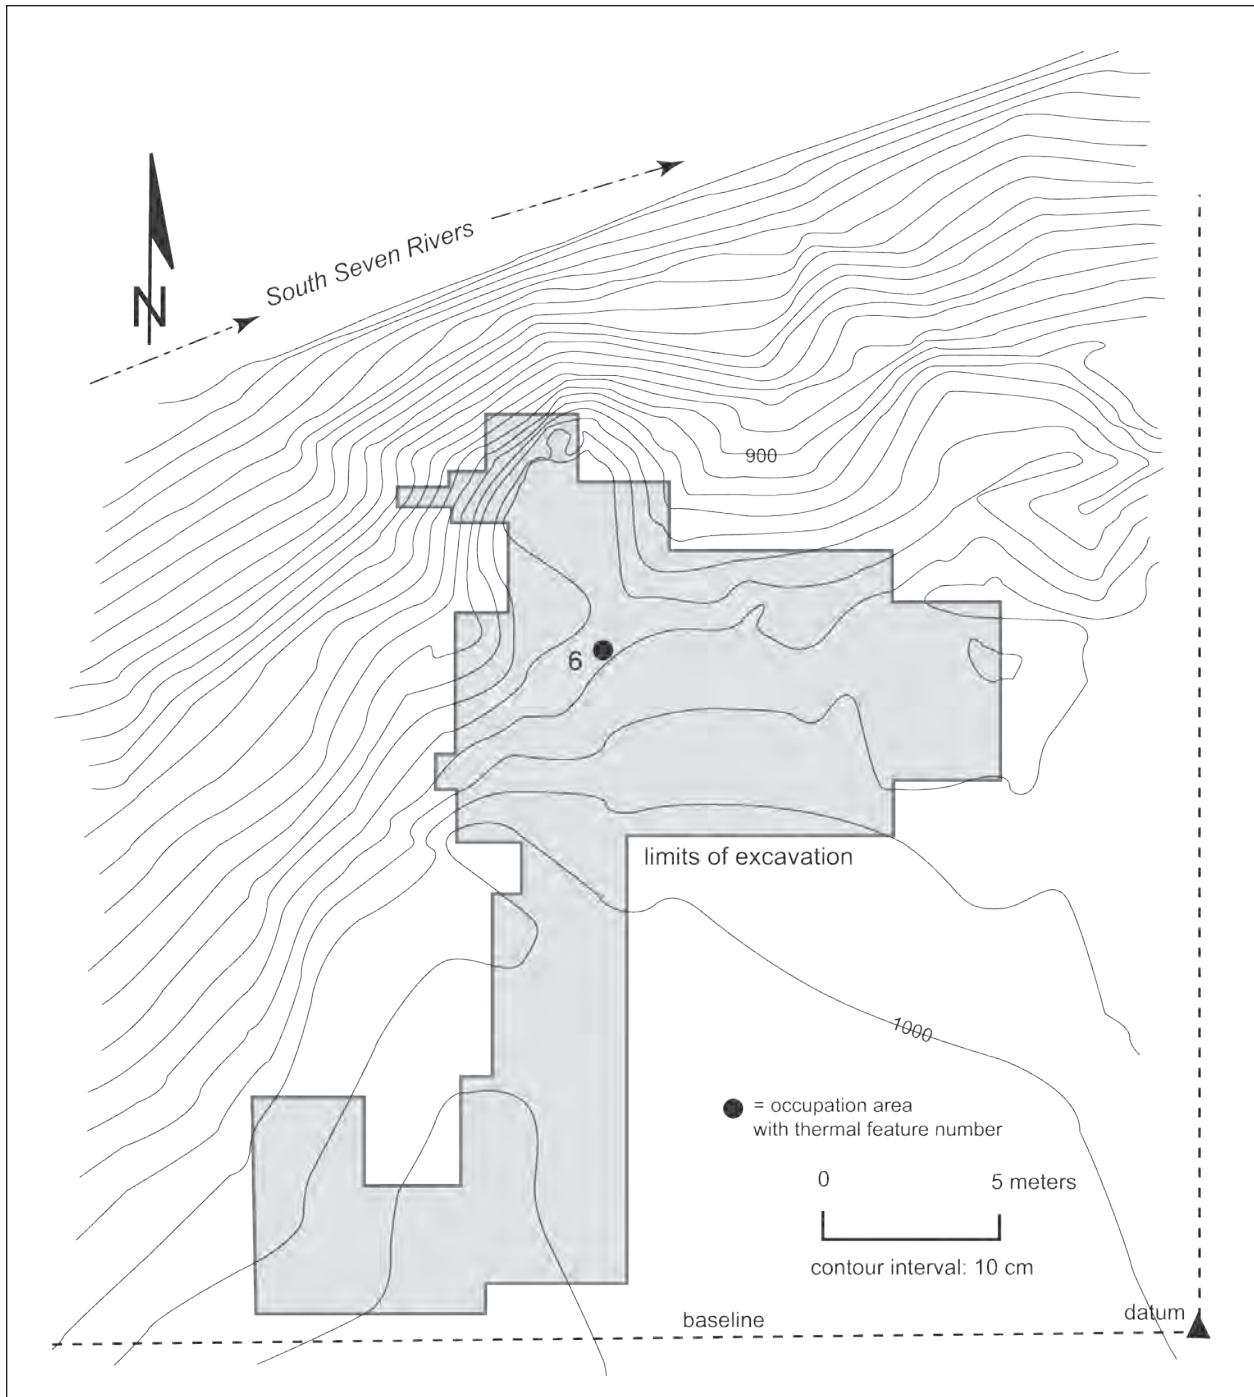 South Seven Rivers
N
900
6
limits of excavation
1000
= occupation area
with thermal feature number
0 5 meters
contour interval: 10 cm
baseline
datum